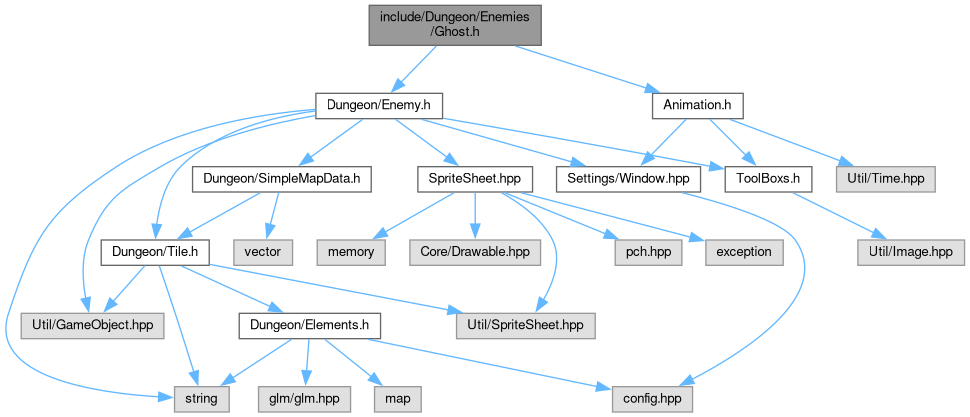 include/Dungeon/Enemies
/Ghost.h
Dungeon/Enemy.h
Animation.h
Dungeon/SimpleMapData.h
SpriteSheet.hpp
Settings/Window.hpp
ToolBoxs.h
Util/Time.hpp
Dungeon/Tile.h
vector
memory
Core/Drawable.hpp
pch.hpp
exception
Util/Image.hpp
Util/GameObject.hpp
Dungeon/Elements.h
Util/SpriteSheet.hpp
string
glm/glm.hpp
map
config.hpp